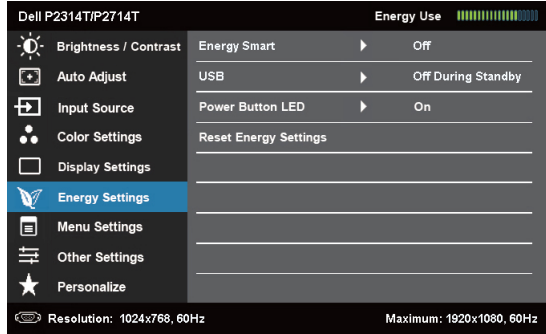 Dell P2314T/P2714T Energy Use
Brightness / Contrast Energy Smart Off
Auto Adjust USB Off During Standby
Input Source Power Button LED On
Color Settings Reset Energy Settings
Display Settings
Energy Settings
Menu Settings
Other Settings
Personalize
Resolution: 1024x768, 60Hz Maximum: 1920x1080, 60Hz